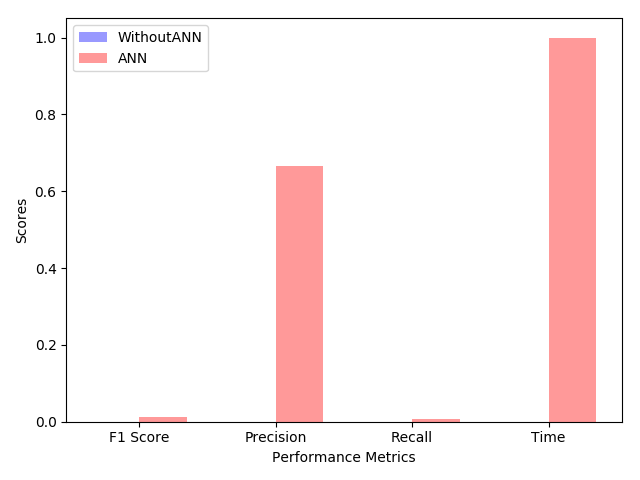 WithoutANN
ANN
1.0
0.8
0.6
0.4
0.2
0.0
Scores
F1 Score Precision Recall Time
Performance Metrics